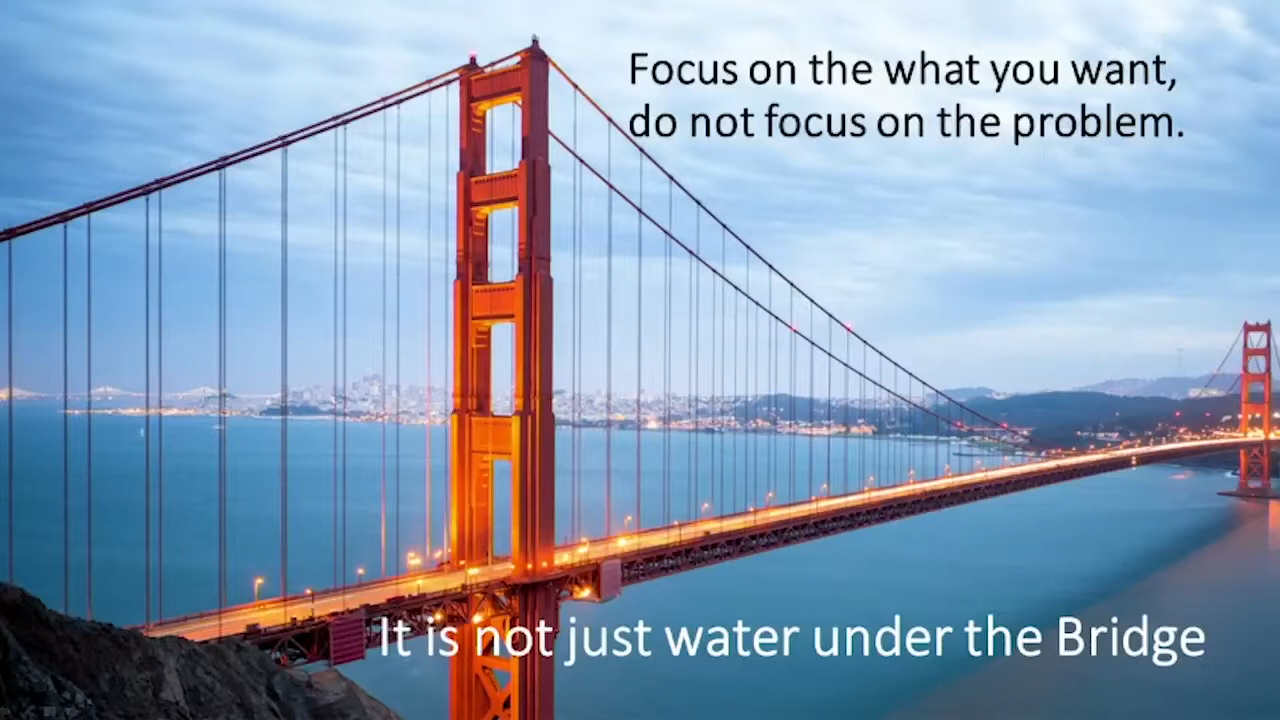 Focus on the what you want,
do not focus on the problem.
It is not just water under the Bridge